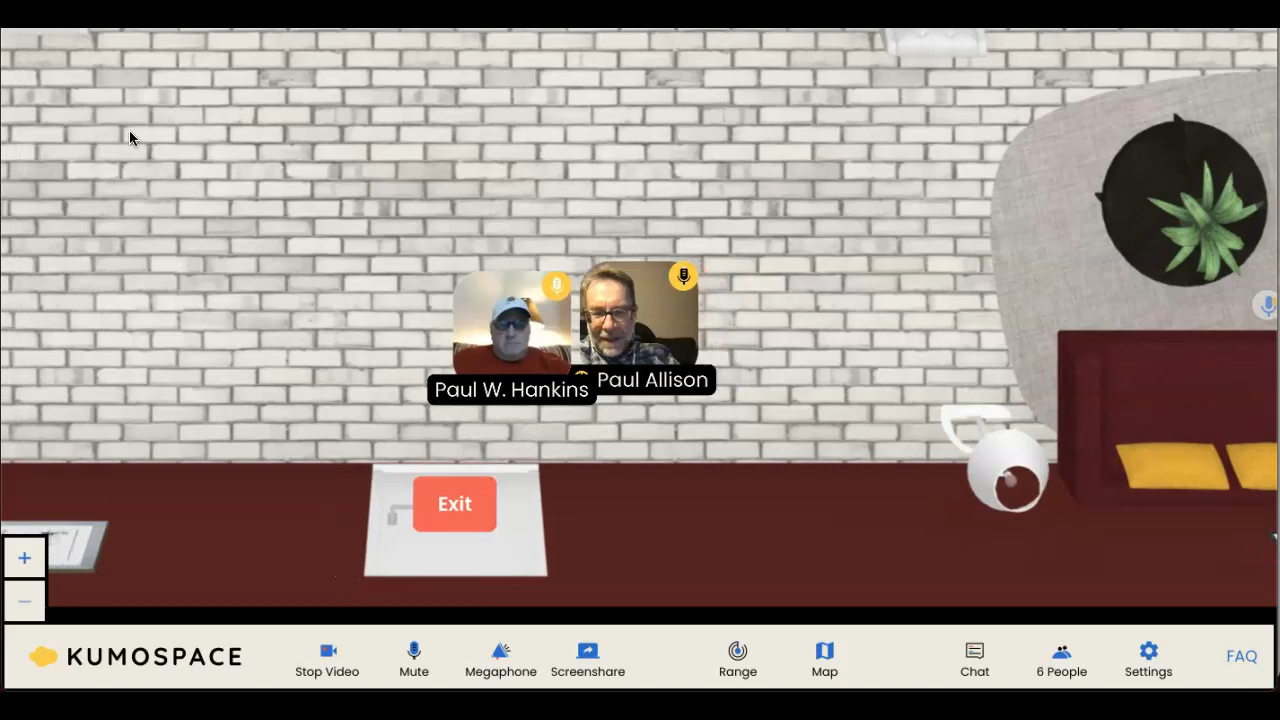 Paul W. Hankins
Paul Allison
Exit
+
−
KUMOSPACE
Stop Video
Mute
Megaphone
Screenshare
Range
Map
Chat
6 People
Settings
FAQ